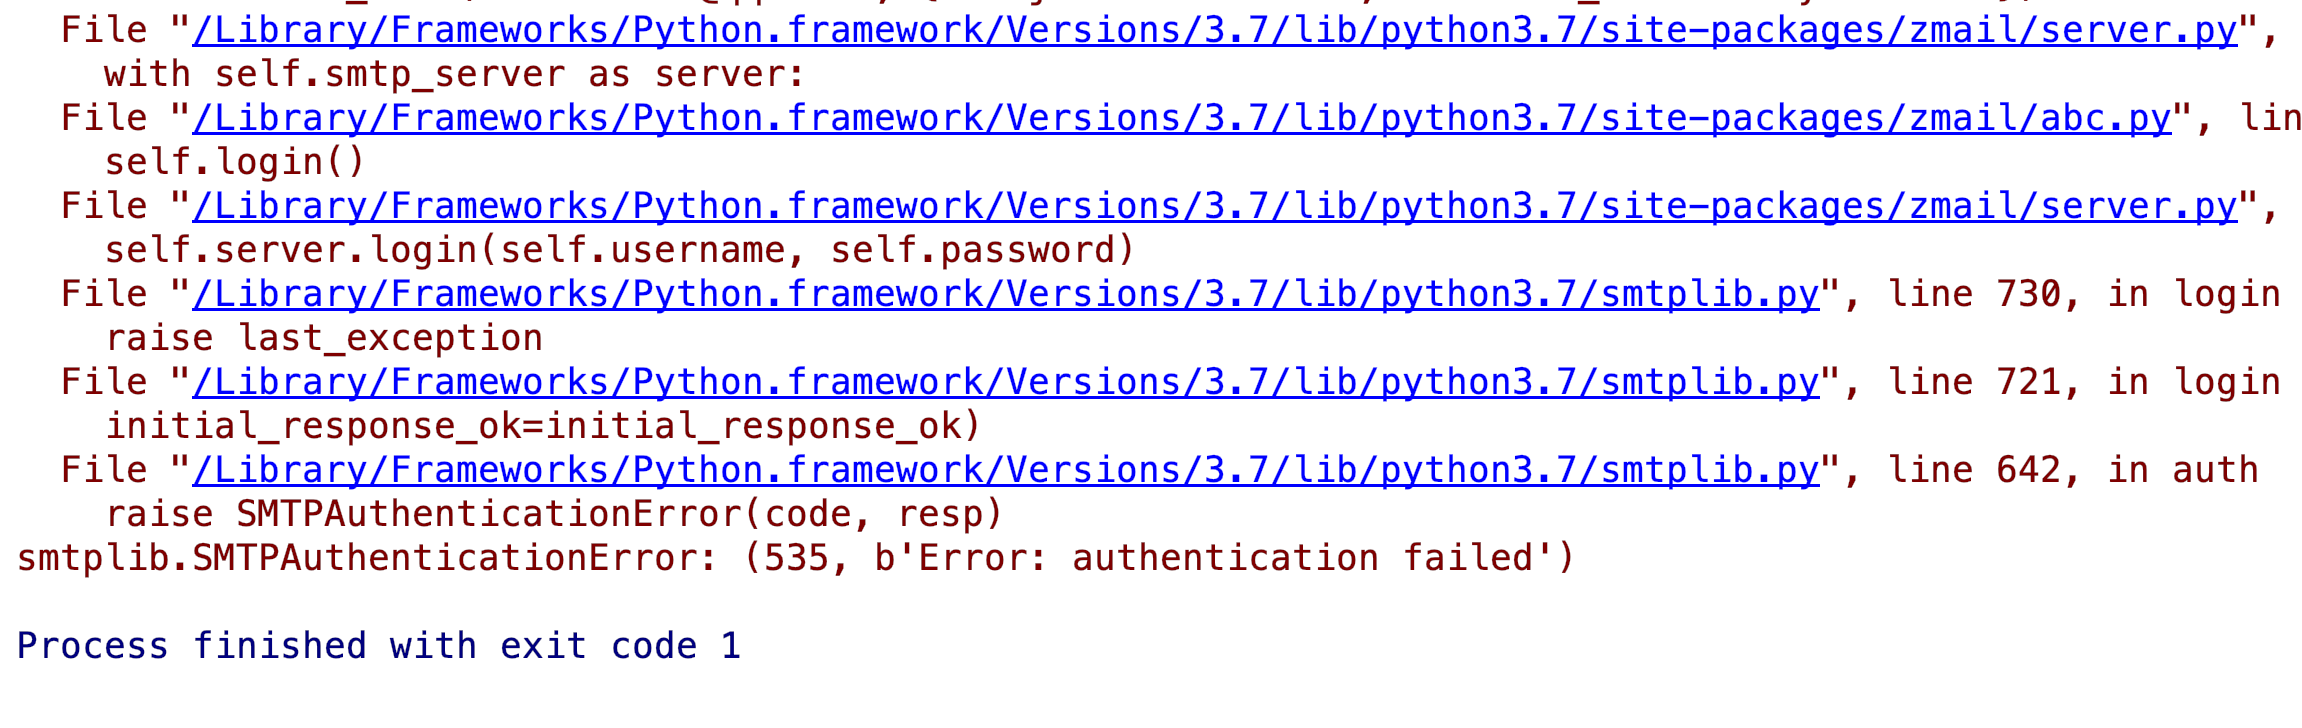 File "/Library/Frameworks/Python.framework/Versions/3.7/lib/python3.7/site-packages/zmail/server.py",
with self.smtp_server as server:
File "/Library/Frameworks/Python.framework/Versions/3.7/lib/python3.7/site-packages/zmail/abc.py", lin
self.login()
File "/Library/Frameworks/Python.framework/Versions/3.7/lib/python3.7/site-packages/zmail/server.py",
self.server.login(self.username, self.password)
File "/Library/Frameworks/Python.framework/Versions/3.7/lib/python3.7/smtplib.py", line 730, in login
raise last_exception
File "/Library/Frameworks/Python.framework/Versions/3.7/lib/python3.7/smtplib.py", line 721, in login
initial_response_ok=initial_response_ok)
File "/Library/Frameworks/Python.framework/Versions/3.7/lib/python3.7/smtplib.py", line 642, in auth
raise SMTPAuthenticationError(code, resp)
smtplib.SMTPAuthenticationError: (535, b'Error: authentication failed')
Process finished with exit code 1